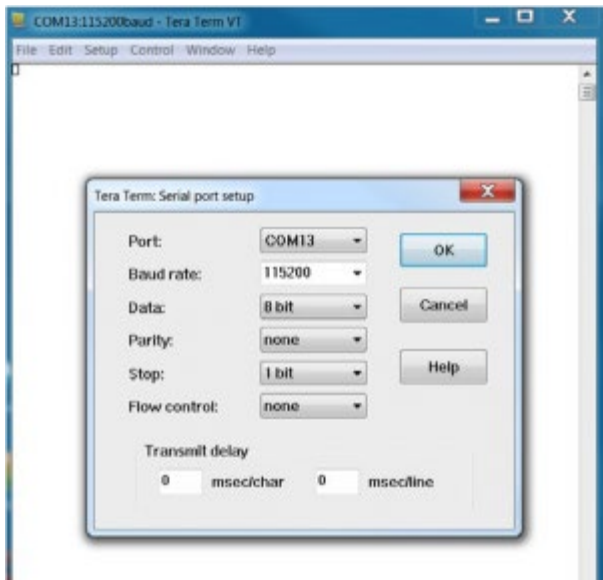 COM13:115200baud - Tera Term VT
File Edit Setup Control Window Help
Tera Term: Serial port setup
Port: COM13 OK
Baud rate: 115200
Data: 8 bit Cancel
Parity: none
Stop: 1 bit Help
Flow control: none
Transmit delay
0 msec/char 0 msec/line